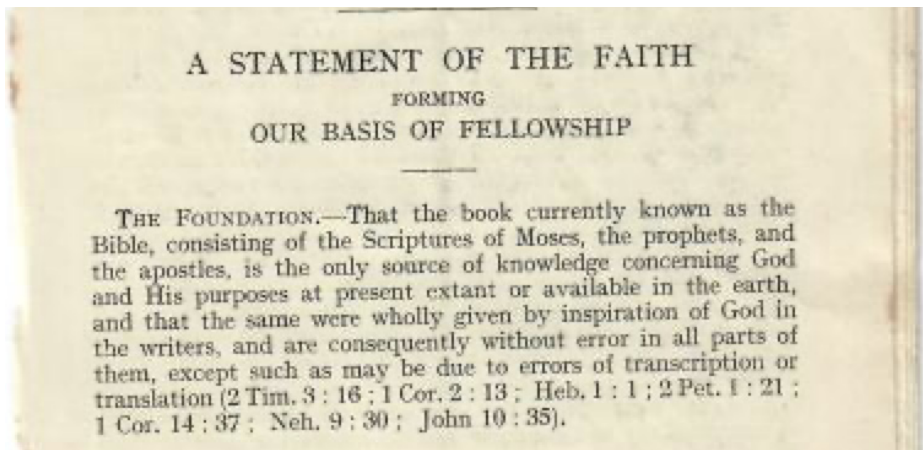 A STATEMENT OF THE FAITH
FORMING
OUR BASIS OF FELLOWSHIP
THE FOUNDATION.—That the book currently known as the
Bible, consisting of the Scriptures of Moses, the prophets, and
the apostles, is the only source of knowledge concerning God
and His purposes at present extant or available in the earth,
and that the same were wholly given by inspiration of God in
the writers, and are consequently without error in all parts of
them, except such as may be due to errors of transcription or
translation (2 Tim. 3 : 16 ; 1 Cor. 2 : 13 ; Heb. 1 : 1 ; 2 Pet. 1 : 21 ;
1 Cor. 14 : 37 ; Neh. 9 : 30 ; John 10 : 35).